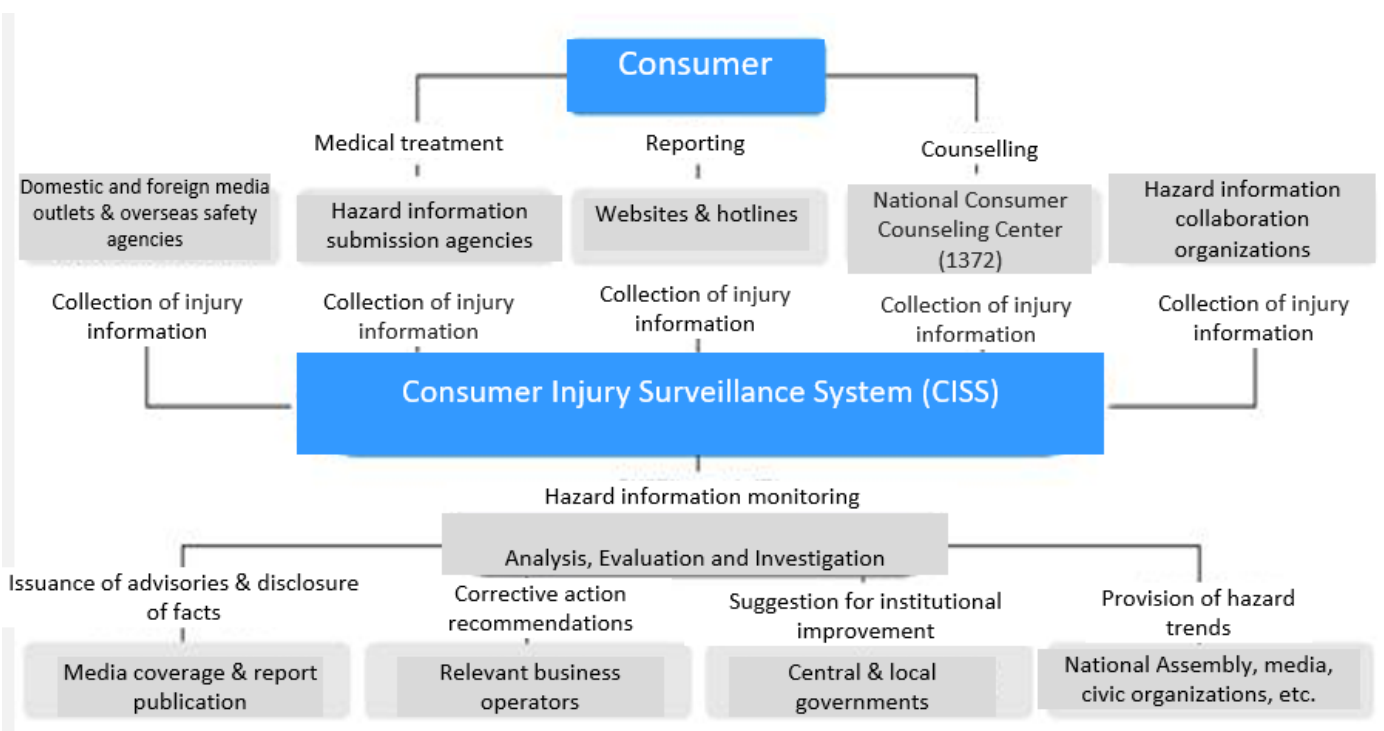 Consumer
Medical treatment
Reporting
Counselling
Domestic and foreign media
outlets & overseas safety
agencies
Hazard information
submission agencies
Websites & hotlines
National Consumer
Counseling Center
(1372)
Hazard information
collaboration
organizations
Collection of injury
information
Collection of injury
information
Collection of injury
information
Collection of injury
information
Collection of injury
information
Consumer Injury Surveillance System (CISS)
Hazard information monitoring
Analysis, Evaluation and Investigation
Issuance of advisories & disclosure
of facts
Corrective action
recommendations
Suggestion for institutional
improvement
Provision of hazard
trends
Media coverage & report
publication
Relevant business
operators
Central & local
governments
National Assembly, media,
civic organizations, etc.